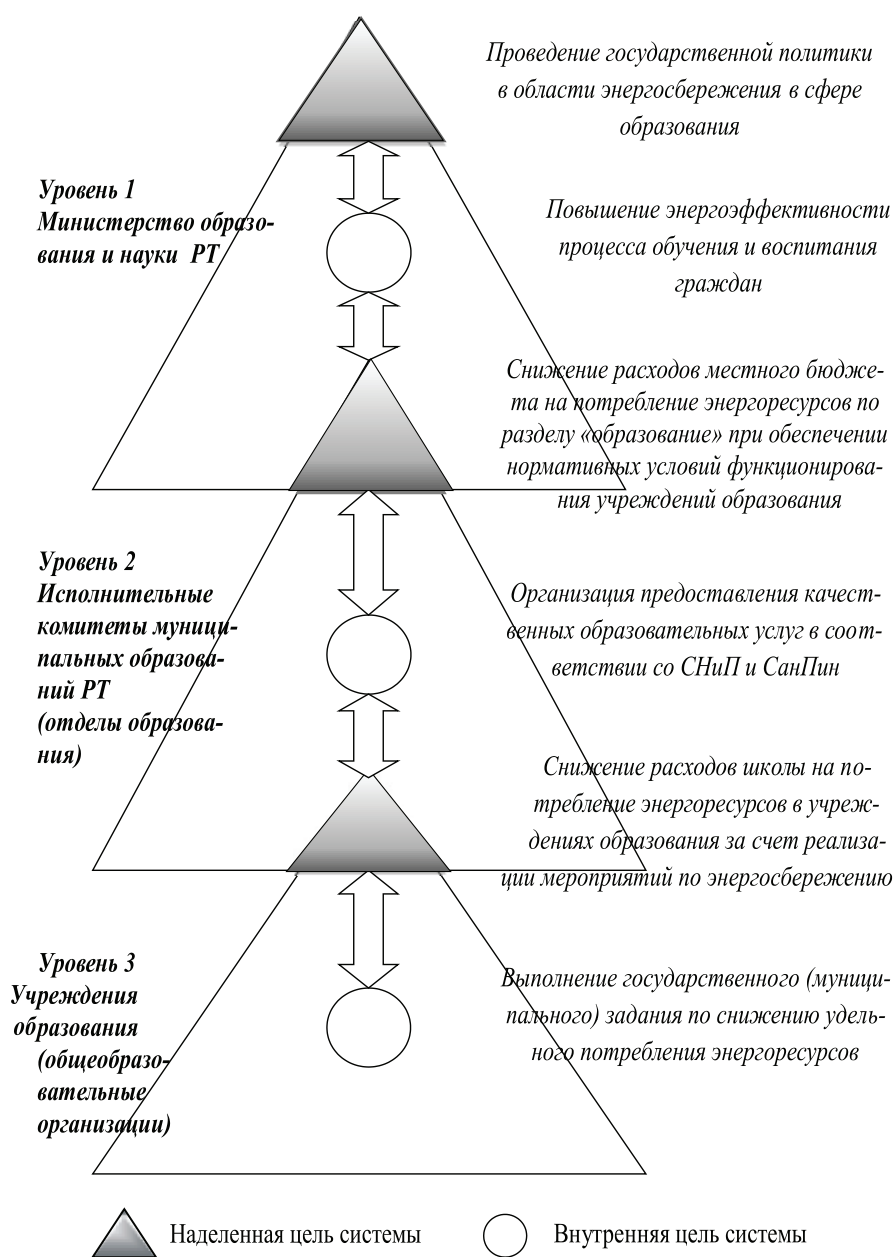 Проведение государственной политики
в области энергосбережения в сфере
образования
Уровень 1
Министерство образо-
вания и науки РТ
Повышение энергоэффективности
процесса обучения и воспитания
граждан
Снижение расходов местного бюдже-
та на потребление энергоресурсов по
разделу «образование» при обеспечении
нормативных условий функционирова-
ния учреждений образования
Уровень 2
Исполнительные
комитеты муници-
пальных образова-
ний РТ
(отделы образова-
ния)
Организация предоставления качест-
венных образовательных услуг в соот-
ветствии со СНиП и СанПин
Снижение расходов школы на по-
требление энергоресурсов в учреж-
дениях образования за счет реализа-
ции мероприятий по энергосбережению
Уровень 3
Учреждения
образования
(общеобразо-
вательные
организации)
Выполнение государственного (муници-
пального) задания по снижению удель-
ного потребления энергоресурсов
Наделенная цель системы
Внутренняя цель системы